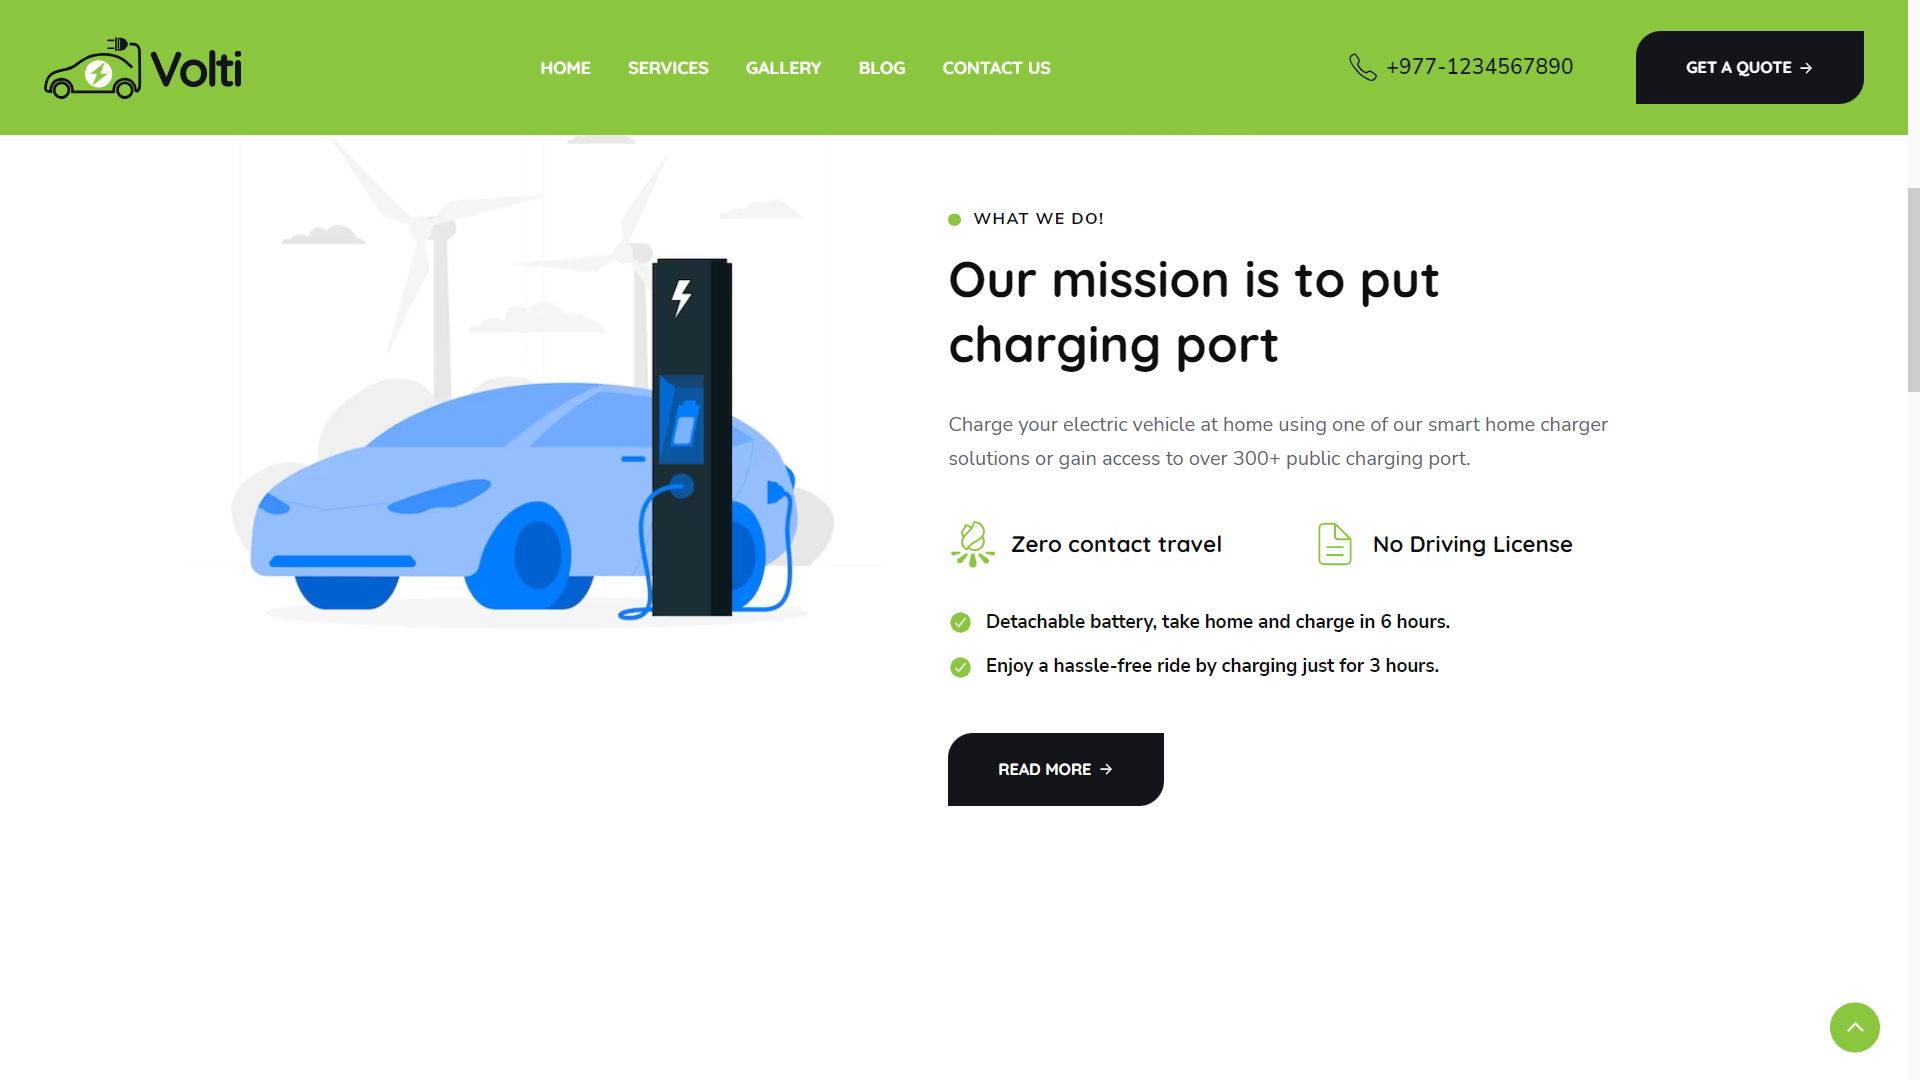 Volti
HOME
SERVICES
GALLERY
BLOG
CONTACT US
+977-1234567890
GET A QUOTE
WHAT WE DO!
Our mission is to put
charging port
Charge your electric vehicle at home using one of our smart home charger
solutions or gain access to over 300+ public charging port.
Zero contact travel
No Driving License
Detachable battery, take home and charge in 6 hours.
Enjoy a hassle-free ride by charging just for 3 hours.
READ MORE